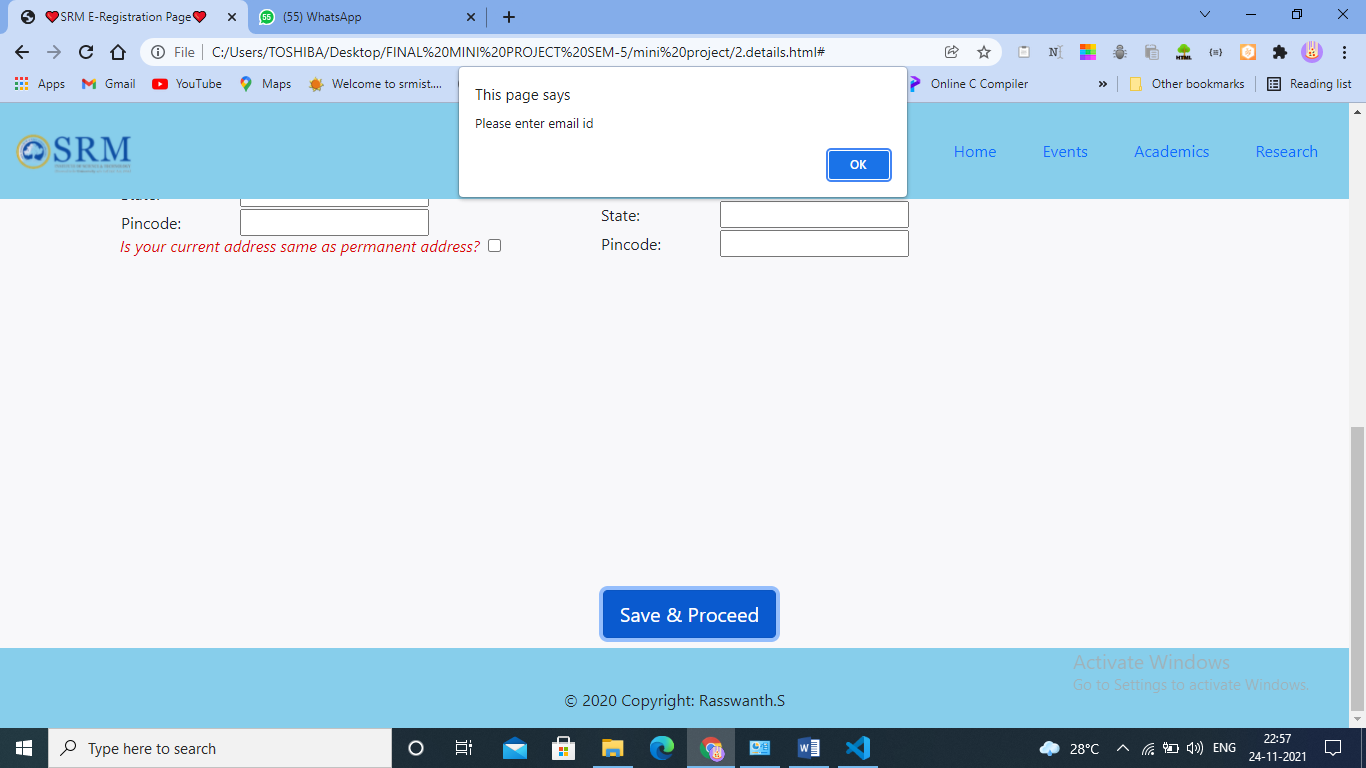 ❤️SRM E-Registration Page❤️
(55) WhatsApp
File
C:/Users/TOSHIBA/Desktop/FINAL%20MINI%20PROJECT%20SEM-5/mini%20project/2.details.html#
Apps
Gmail
YouTube
Maps
Welcome to srmist....
Online C Compiler
»
Other bookmarks
Reading list
This page says
Please enter email id
OK
SRM
Home
Events
Academics
Research
State:
Pincode:
Is your current address same as permanent address?
State:
Pincode:
Save & Proceed
© 2020 Copyright: Rasswanth.S
Activate Windows
Go to Settings to activate Windows.
Type here to search
28°C
ENG
22:57
24-11-2021